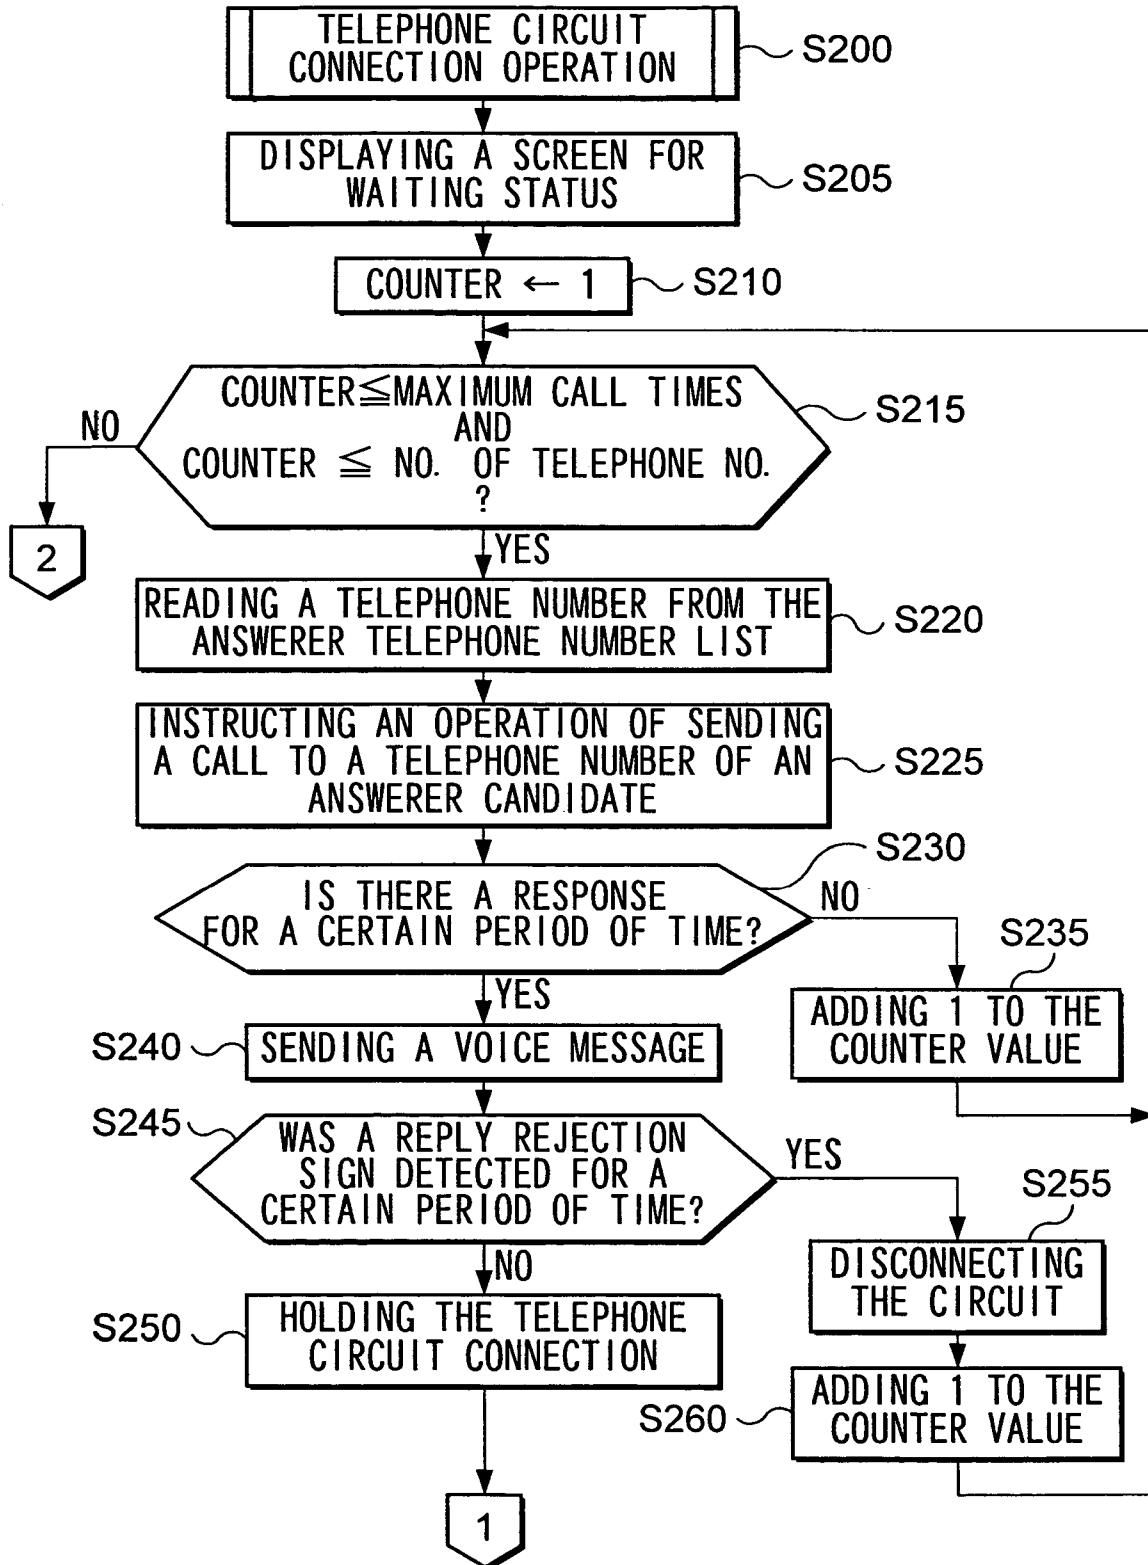 TELEPHONE CIRCUIT
CONNECTION OPERATION
S200
DISPLAYING A SCREEN FOR
WAITING STATUS
S205
COUNTER ← 1
S210
COUNTER≦MAXIMUM CALL TIMES
AND
COUNTER ≦ NO. OF TELEPHONE NO.
?
S215
NO
2
YES
READING A TELEPHONE NUMBER FROM THE
ANSWERER TELEPHONE NUMBER LIST
S220
INSTRUCTING AN OPERATION OF SENDING
A CALL TO A TELEPHONE NUMBER OF AN
ANSWERER CANDIDATE
S225
S230
IS THERE A RESPONSE
FOR A CERTAIN PERIOD OF TIME?
NO
S235
ADDING 1 TO THE
COUNTER VALUE
YES
S240
SENDING A VOICE MESSAGE
S245
WAS A REPLY REJECTION
SIGN DETECTED FOR A
CERTAIN PERIOD OF TIME?
YES
S255
DISCONNECTING
THE CIRCUIT
NO
S250
HOLDING THE TELEPHONE
CIRCUIT CONNECTION
S260
ADDING 1 TO THE
COUNTER VALUE
1